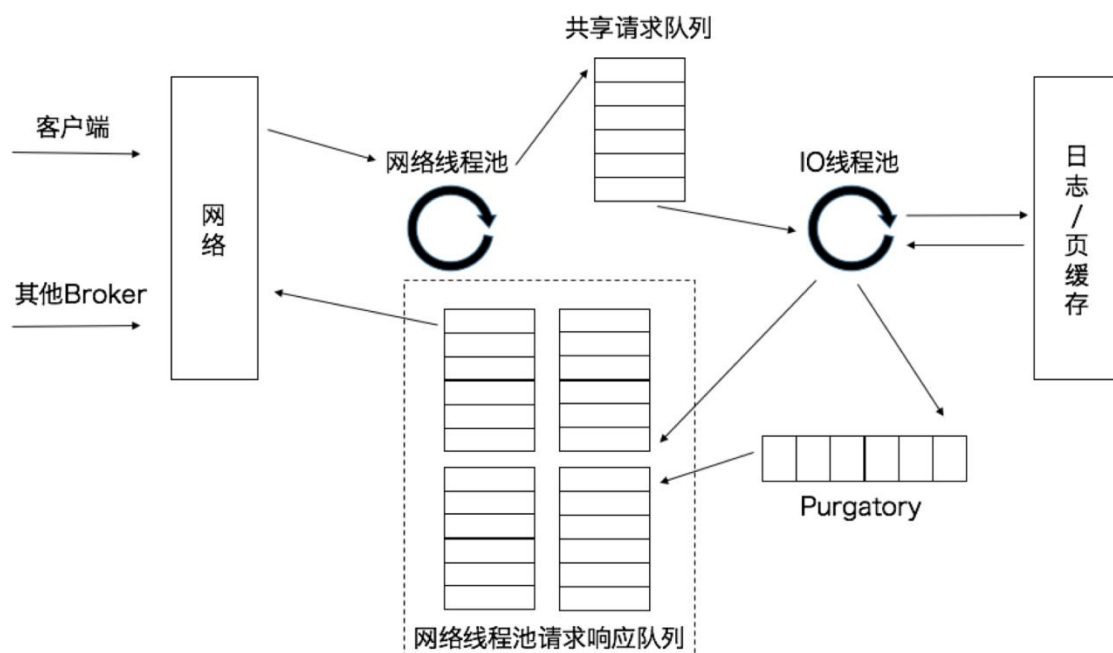 共享请求队列
客户端
网络线程池
IO线程池
网络
日志/页缓存
其他Broker
Purgatory
网络线程池请求响应队列